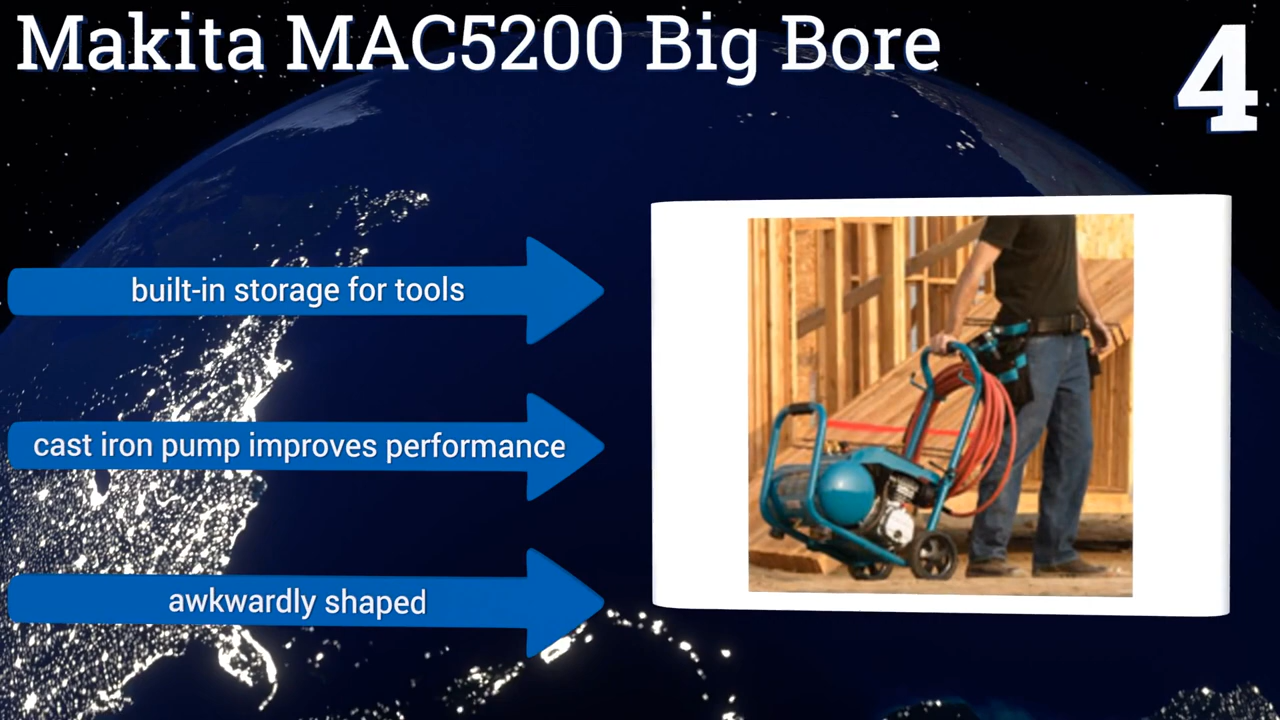 Makita MAC5200 Big Bore
4
built-in storage for tools
cast iron pump improves performance
awkwardly shaped